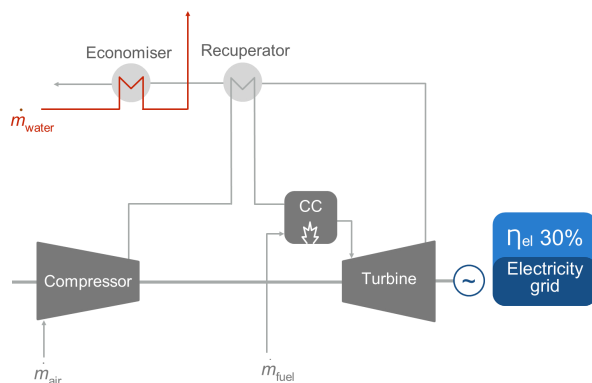 Economiser
Recuperator
ṁwater
CC
ηel 30%
Electricity
grid
Compressor
Turbine
~
ṁair
ṁfuel